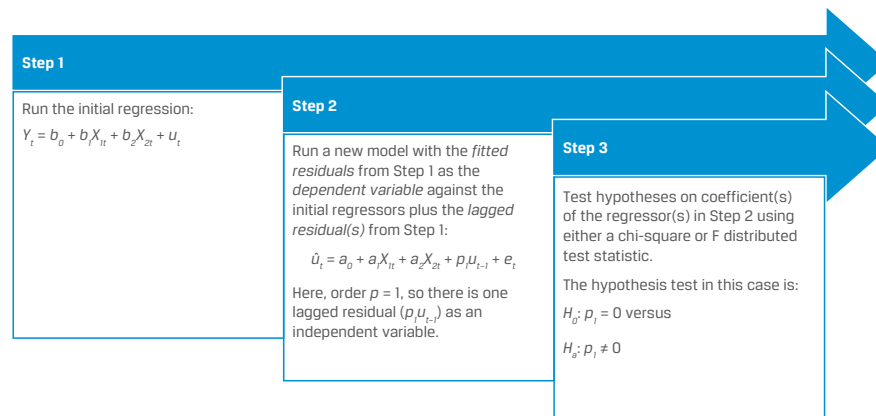 Step 1
Run the initial regression:
Yₜ = b₀ + b₁X₁ₜ + b₂X₂ₜ + uₜ
Step 2
Run a new model with the fitted
residuals from Step 1 as the
dependent variable against the
initial regressors plus the lagged
residual(s) from Step 1:
ûₜ = a₀ + a₁X₁ₜ + a₂X₂ₜ + p₁uₜ₋₁ + eₜ
Here, order p = 1, so there is one
lagged residual (p₁uₜ₋₁) as an
independent variable.
Step 3
Test hypotheses on coefficient(s)
of the regressor(s) in Step 2 using
either a chi-square or F distributed
test statistic.
The hypothesis test in this case is:
H₀: p₁ = 0 versus
Hₐ: p₁ ≠ 0